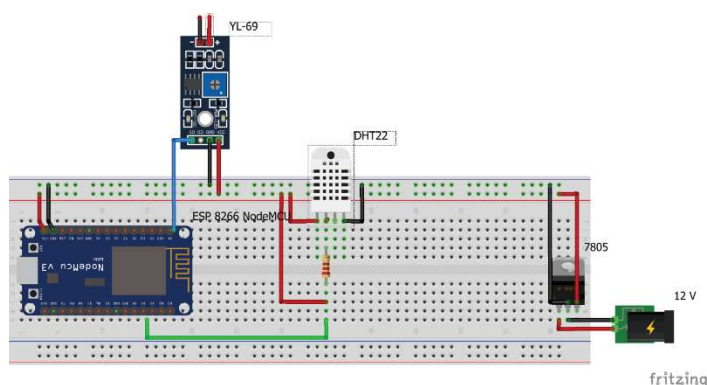 YL-69
DHT22
ESP 8266 NodeMCU
NodeMcu v3
7805
12 V
fritzing